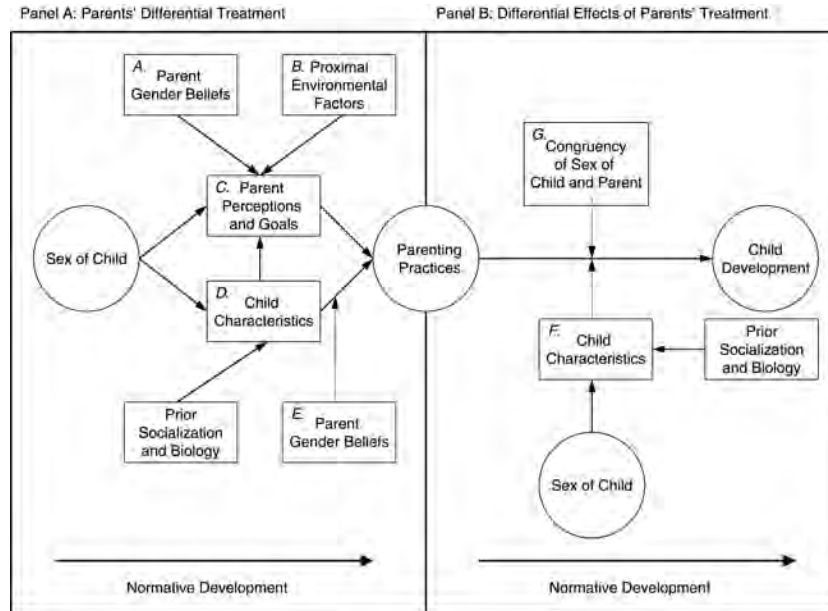 Panel A: Parents' Differential Treatment
Panel B: Differential Effects of Parents' Treatment
A.
Parent
Gender Beliefs
B. Proximal
Environmental
Factors
C. Parent
Perceptions
and Goals
Sex of Child
D.
Child
Characteristics
Prior
Socialization
and Biology
E.
Parent
Gender Beliefs
Parenting
Practices
Normative Development
G.
Congruency
of Sex of
Child and Parent
Child
Development
F.
Child
Characteristics
Prior
Socialization
and Biology
Sex of Child
Normative Development